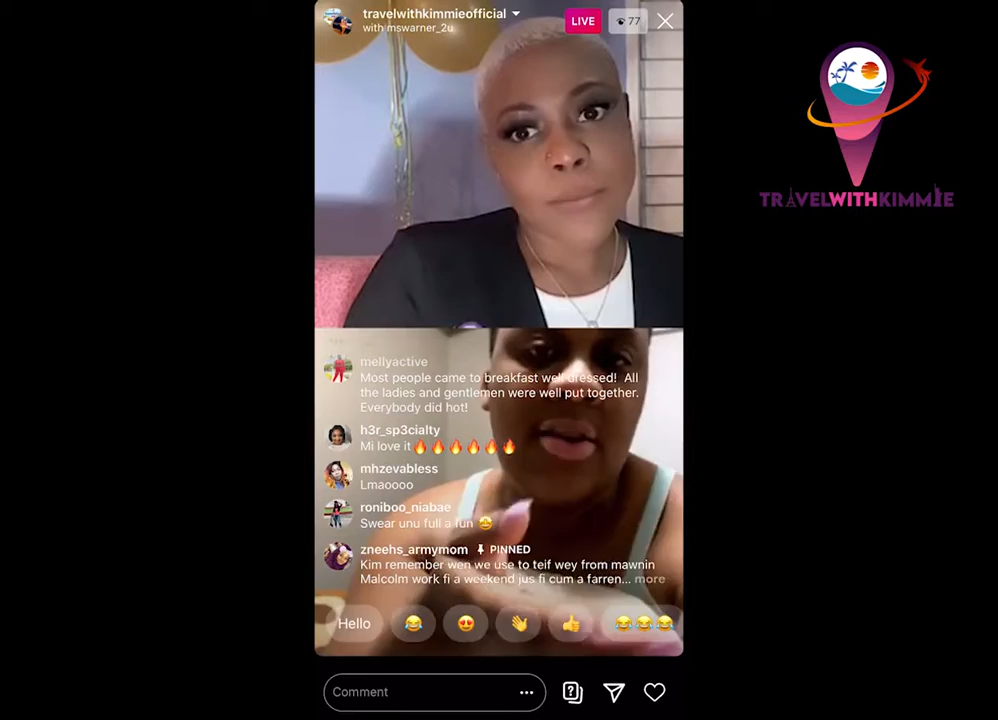 travelwithkimmieofficial
with mswarner_2u
LIVE
77
TRAVELWITHKIMMIE
mellyactive
Most people came to breakfast well dressed! All
the ladies and gentlemen were well put together.
Everybody did hot!
h3r_sp3cialty
Mi love it🔥🔥🔥🔥🔥🔥
mhzevabless
Lmaoooo
roniboo_niabae
Swear unu full a fun 🤩
zneehs_armymom PINNED
Kim remember wen we use to teif wey from mawnin
Malcolm work fi a weekend jus fi cum a farren... more
Hello 😂 😍 👋 👍 😂😂😂
Comment ...